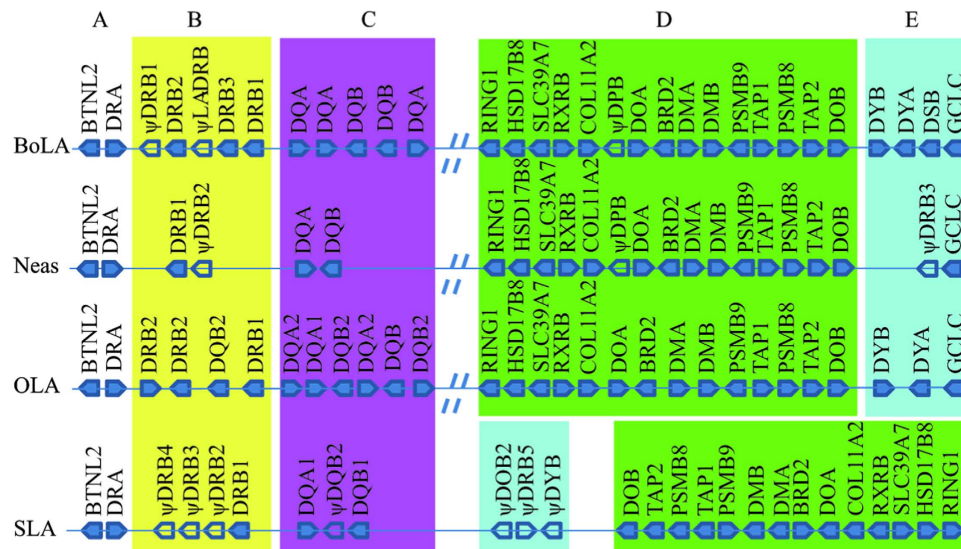 A B C D E
BoLA BTNL2 DRA ψDRB1 DRB2 ψLADRB DRB3 DRB1 DQA DQA DQB DQB DQA RING1 HSD17B8 SLC39A7 RXRB COL11A2 ψDPB DOA BRD2 DMA DMB PSMB9 TAP1 PSMB8 TAP2 DOB DYB DYA DSB GCLC
Neas BTNL2 DRA DRB1 ψDRB2 DQA DQB RING1 HSD17B8 SLC39A7 RXRB COL11A2 ψDPB DOA BRD2 DMA DMB PSMB9 TAP1 PSMB8 TAP2 DOB ψDRB3 GCLC
OLA BTNL2 DRA DRB2 DRB2 DQB2 DRB1 DQA2 DQA1 DQB2 DQA2 DQB DQB2 RING1 HSD17B8 SLC39A7 RXRB COL11A2 DOA BRD2 DMA DMB PSMB9 TAP1 PSMB8 TAP2 DOB DYB DYA GCLC
SLA BTNL2 DRA ψDRB4 ψDRB3 ψDRB2 DRB1 DQA1 ψDQB2 DQB1 ψDOB2 ψDRB5 ψDYB DOB TAP2 PSMB8 TAP1 PSMB9 DMB DMA BRD2 DOA COL11A2 RXRB SLC39A7 HSD17B8 RING1